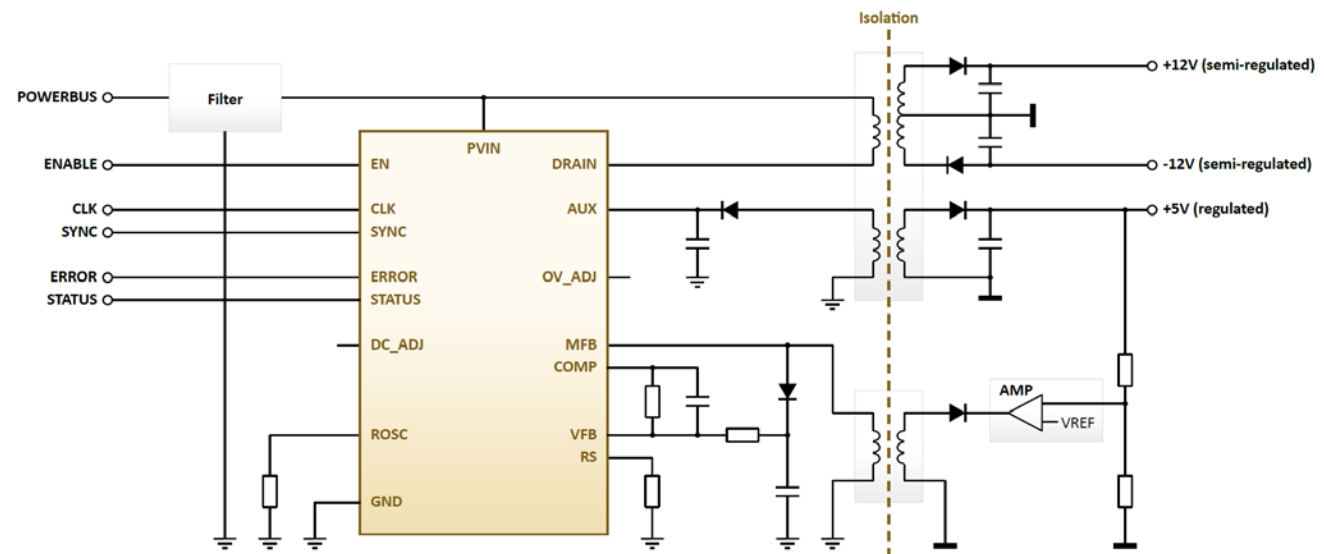 Isolation
+12V (semi-regulated)
POWERBUS
Filter
PVIN
ENABLE
EN
DRAIN
-12V (semi-regulated)
CLK
CLK
AUX
+5V (regulated)
SYNC
SYNC
ERROR
ERROR
OV_ADJ
STATUS
STATUS
DC_ADJ
MFB
COMP
AMP
VREF
ROSC
VFB
RS
GND